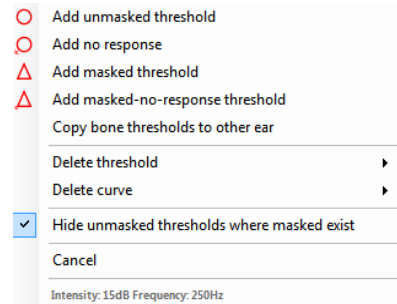 Add unmasked threshold
Add no response
Add masked threshold
Add masked-no-response threshold
Copy bone thresholds to other ear
Delete threshold
Delete curve
Hide unmasked thresholds where masked exist
Cancel
Intensity: 15dB Frequency: 250Hz